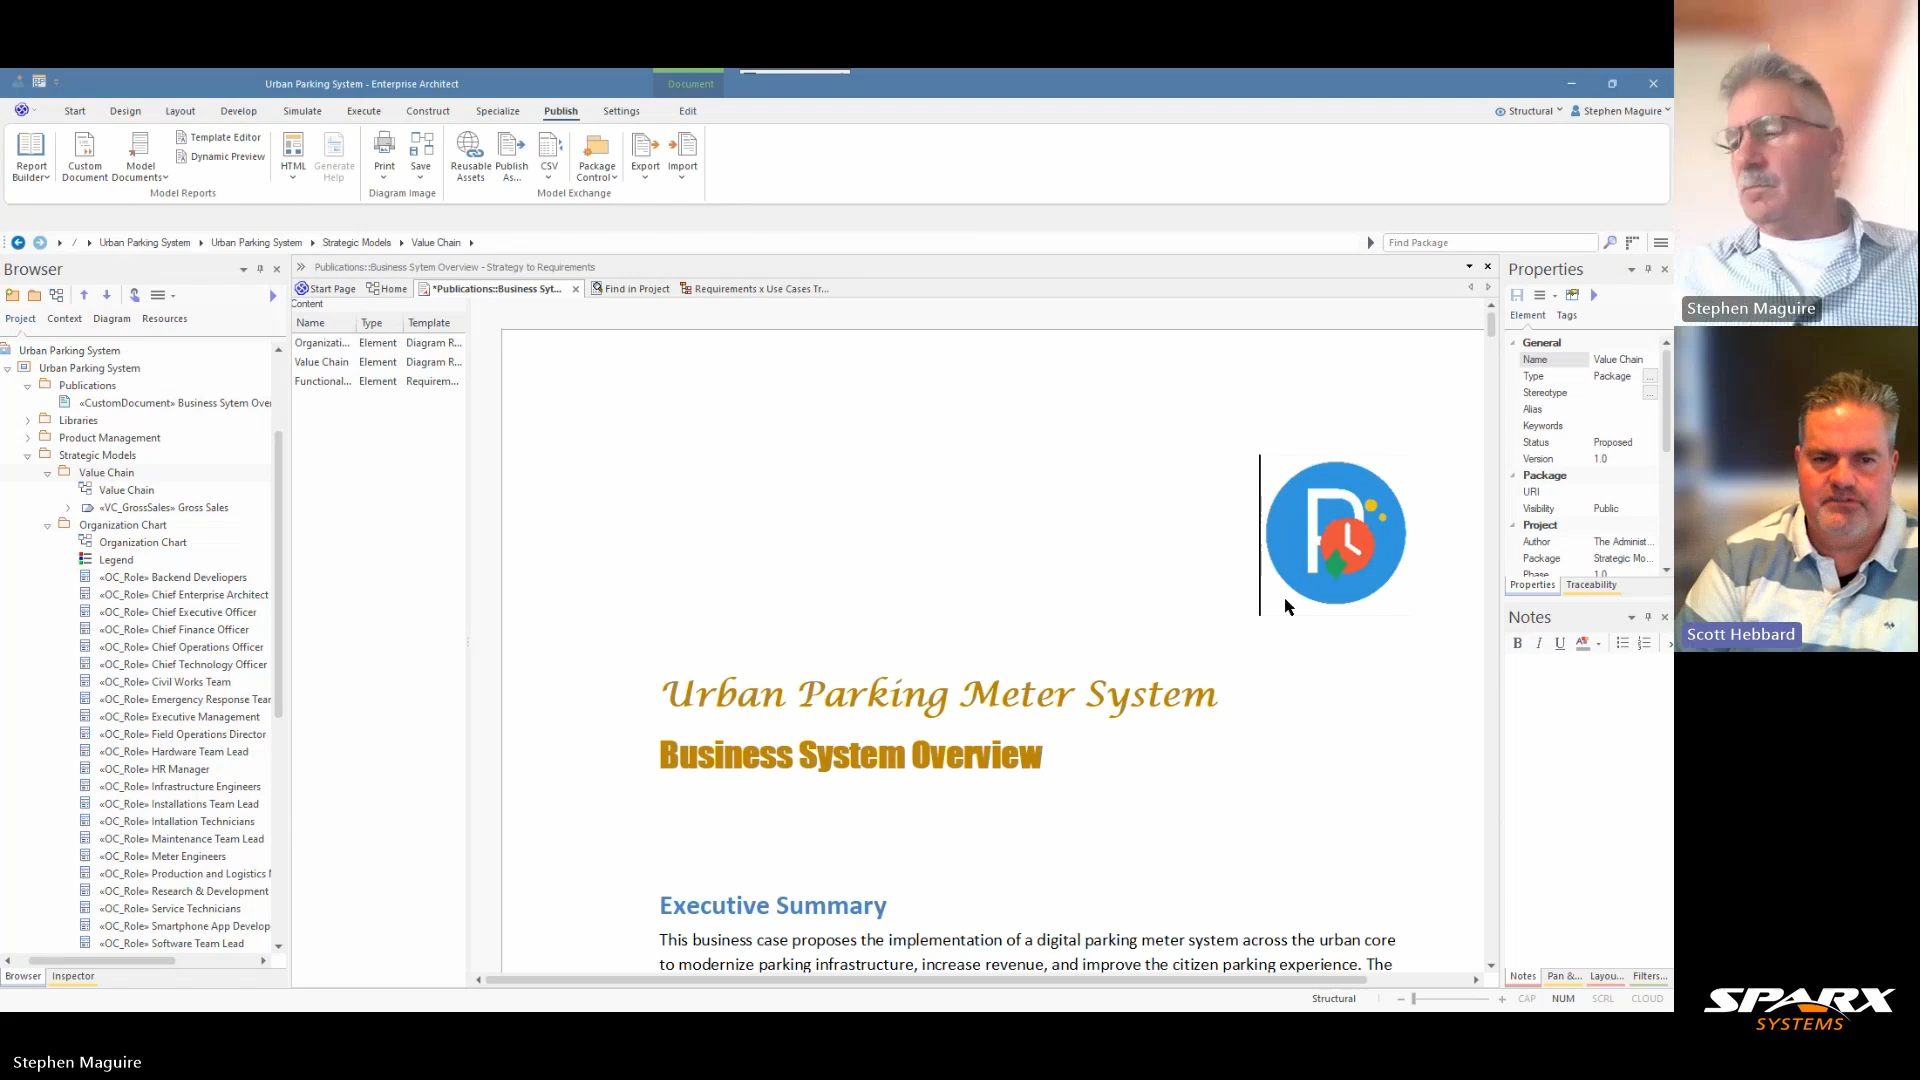 Urban Parking System - Enterprise Architect
Document
Start Design Layout Develop Simulate Execute Construct Specialize Publish Settings Edit
Structural Stephen Maguire
Report Builder
Custom Document
Model Documents
Template Editor
Dynamic Preview
HTML
Generate Help
Print
Save
Reusable Assets
Publish As...
CSV
Package Control
Export
Import
Model Reports
Diagram Image
Model Exchange
/ Urban Parking System Urban Parking System Strategic Models Value Chain
Find Package
Browser
Project Context Diagram Resources
Urban Parking System
Urban Parking System
Publications
«CustomDocument» Business Sytem Ove
Libraries
Product Management
Strategic Models
Value Chain
Value Chain
«VC_GrossSales» Gross Sales
Organization Chart
Organization Chart
Legend
«OC_Role» Backend Developers
«OC_Role» Chief Enterprise Architect
«OC_Role» Chief Executive Officer
«OC_Role» Chief Finance Officer
«OC_Role» Chief Operations Officer
«OC_Role» Chief Technology Officer
«OC_Role» Civil Works Team
«OC_Role» Emergency Response Tear
«OC_Role» Executive Management
«OC_Role» Field Operations Director
«OC_Role» Hardware Team Lead
«OC_Role» HR Manager
«OC_Role» Infrastructure Engineers
«OC_Role» Installations Team Lead
«OC_Role» Intallation Technicians
«OC_Role» Maintenance Team Lead
«OC_Role» Meter Engineers
«OC_Role» Production and Logistics
«OC_Role» Research & Development
«OC_Role» Service Technicians
«OC_Role» Smartphone App Develop
«OC_Role» Software Team Lead
Browser Inspector
Publications::Business Sytem Overview - Strategy to Requirements
Start Page Home *Publications::Business Syt... Find in Project Requirements x Use Cases Tr...
Content
Name Type Template
Organizati... Element Diagram R...
Value Chain Element Diagram R...
Functional... Element Requirem...
Urban Parking Meter System
Business System Overview
Executive Summary
This business case proposes the implementation of a digital parking meter system across the urban core
to modernize parking infrastructure, increase revenue, and improve the citizen parking experience. The
Properties
Element Tags
General
Name Value Chain
Type Package ...
Stereotype ...
Alias
Keywords
Status Proposed
Version 1.0
Package
URI
Visibility Public
Project
Author The Administ...
Package Strategic Mo...
Phase 1.0
Properties Traceability
Notes
B I U
Notes Pan &... Layou... Filters...
Structural CAP NUM SCRL CLOUD
Stephen Maguire
Scott Hebbard
SPARX
SYSTEMS
Stephen Maguire